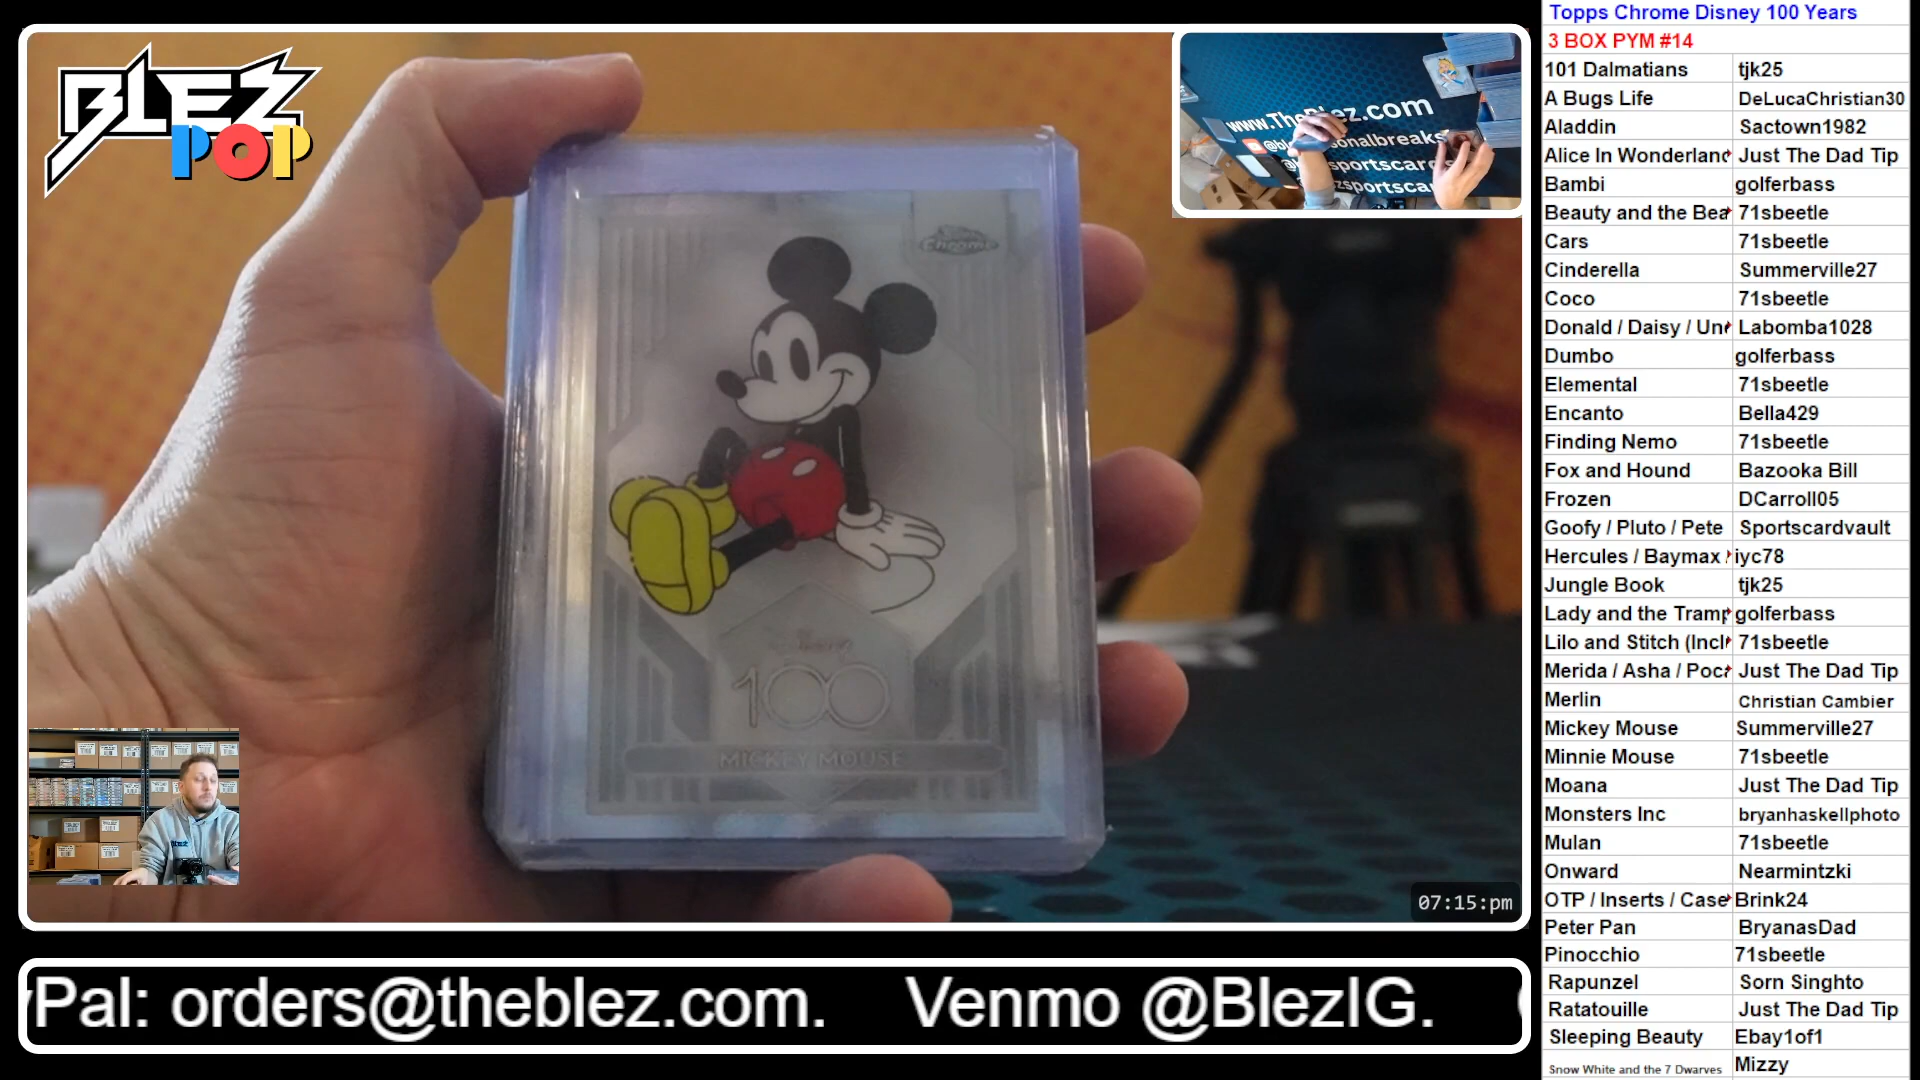 BLEZ
POP
Chrome
Disney
100
MICKEY MOUSE
www.TheBlez.com
07:15:pm
Pal: orders@theblez.com. Venmo @BlezIG.
Topps Chrome Disney 100 Years
3 BOX PYM #14
101 Dalmatians tjk25
A Bugs Life DeLucaChristian30
Aladdin Sactown1982
Alice In Wonderland Just The Dad Tip
Bambi golferbass
Beauty and the Bea 71sbeetle
Cars 71sbeetle
Cinderella Summerville27
Coco 71sbeetle
Donald / Daisy / Un Labomba1028
Dumbo golferbass
Elemental 71sbeetle
Encanto Bella429
Finding Nemo 71sbeetle
Fox and Hound Bazooka Bill
Frozen DCarroll05
Goofy / Pluto / Pete Sportscardvault
Hercules / Baymax / iyc78
Jungle Book tjk25
Lady and the Tramp golferbass
Lilo and Stitch (Incl 71sbeetle
Merida / Asha / Poca Just The Dad Tip
Merlin Christian Cambier
Mickey Mouse Summerville27
Minnie Mouse 71sbeetle
Moana Just The Dad Tip
Monsters Inc bryanhaskellphoto
Mulan 71sbeetle
Onward Nearmintzki
OTP / Inserts / Case Brink24
Peter Pan BryanasDad
Pinocchio 71sbeetle
Rapunzel Sorn Singhto
Ratatouille Just The Dad Tip
Sleeping Beauty Ebay1of1
Snow White and the 7 Dwarves Mizzy